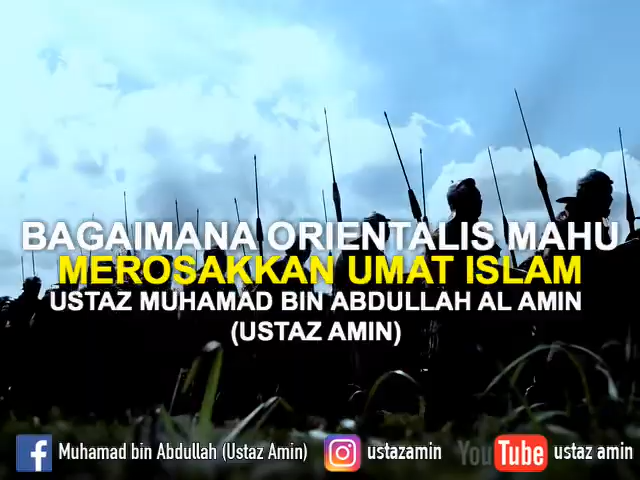 BAGAIMANA ORIENTALIS MAHU
MEROSAKKAN UMAT ISLAM
USTAZ MUHAMAD BIN ABDULLAH AL AMIN
(USTAZ AMIN)
Muhamad bin Abdullah (Ustaz Amin) ustazamin YouTube ustaz amin